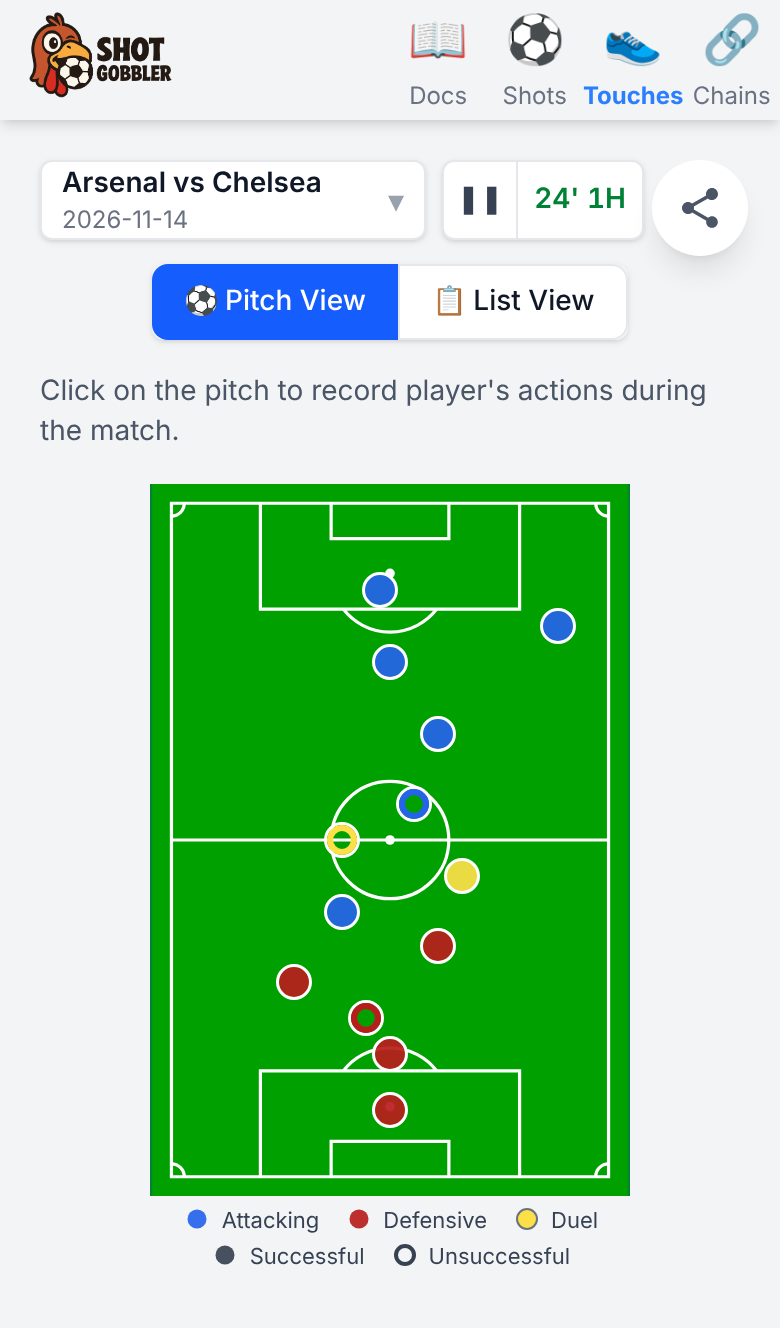 SHOT
GOBBLER
Docs
Shots
Touches
Chains
Arsenal vs Chelsea
2026-11-14
24' 1H
Pitch View
List View
Click on the pitch to record player's actions during
the match.
Attacking
Defensive
Duel
Successful
Unsuccessful